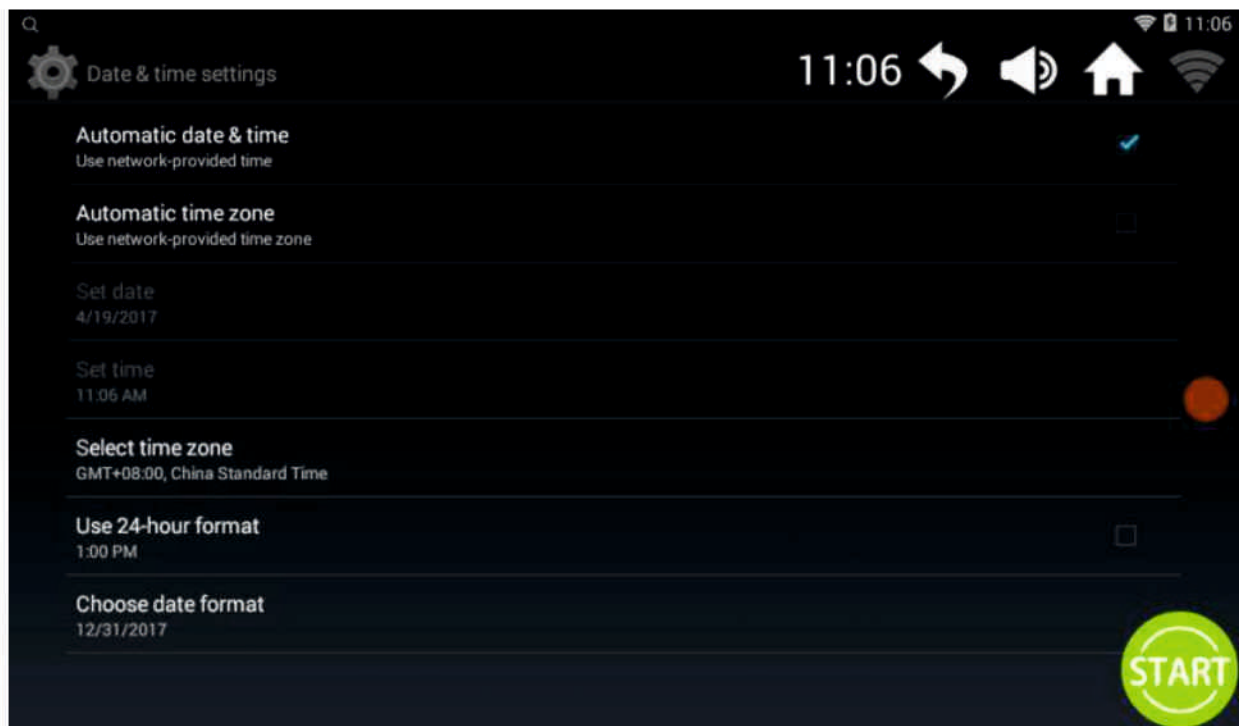 11:06
Date & time settings
11:06
Automatic date & time
Use network-provided time
Automatic time zone
Use network-provided time zone
Set date
4/19/2017
Set time
11:06 AM
Select time zone
GMT+08:00, China Standard Time
Use 24-hour format
1:00 PM
Choose date format
12/31/2017
START